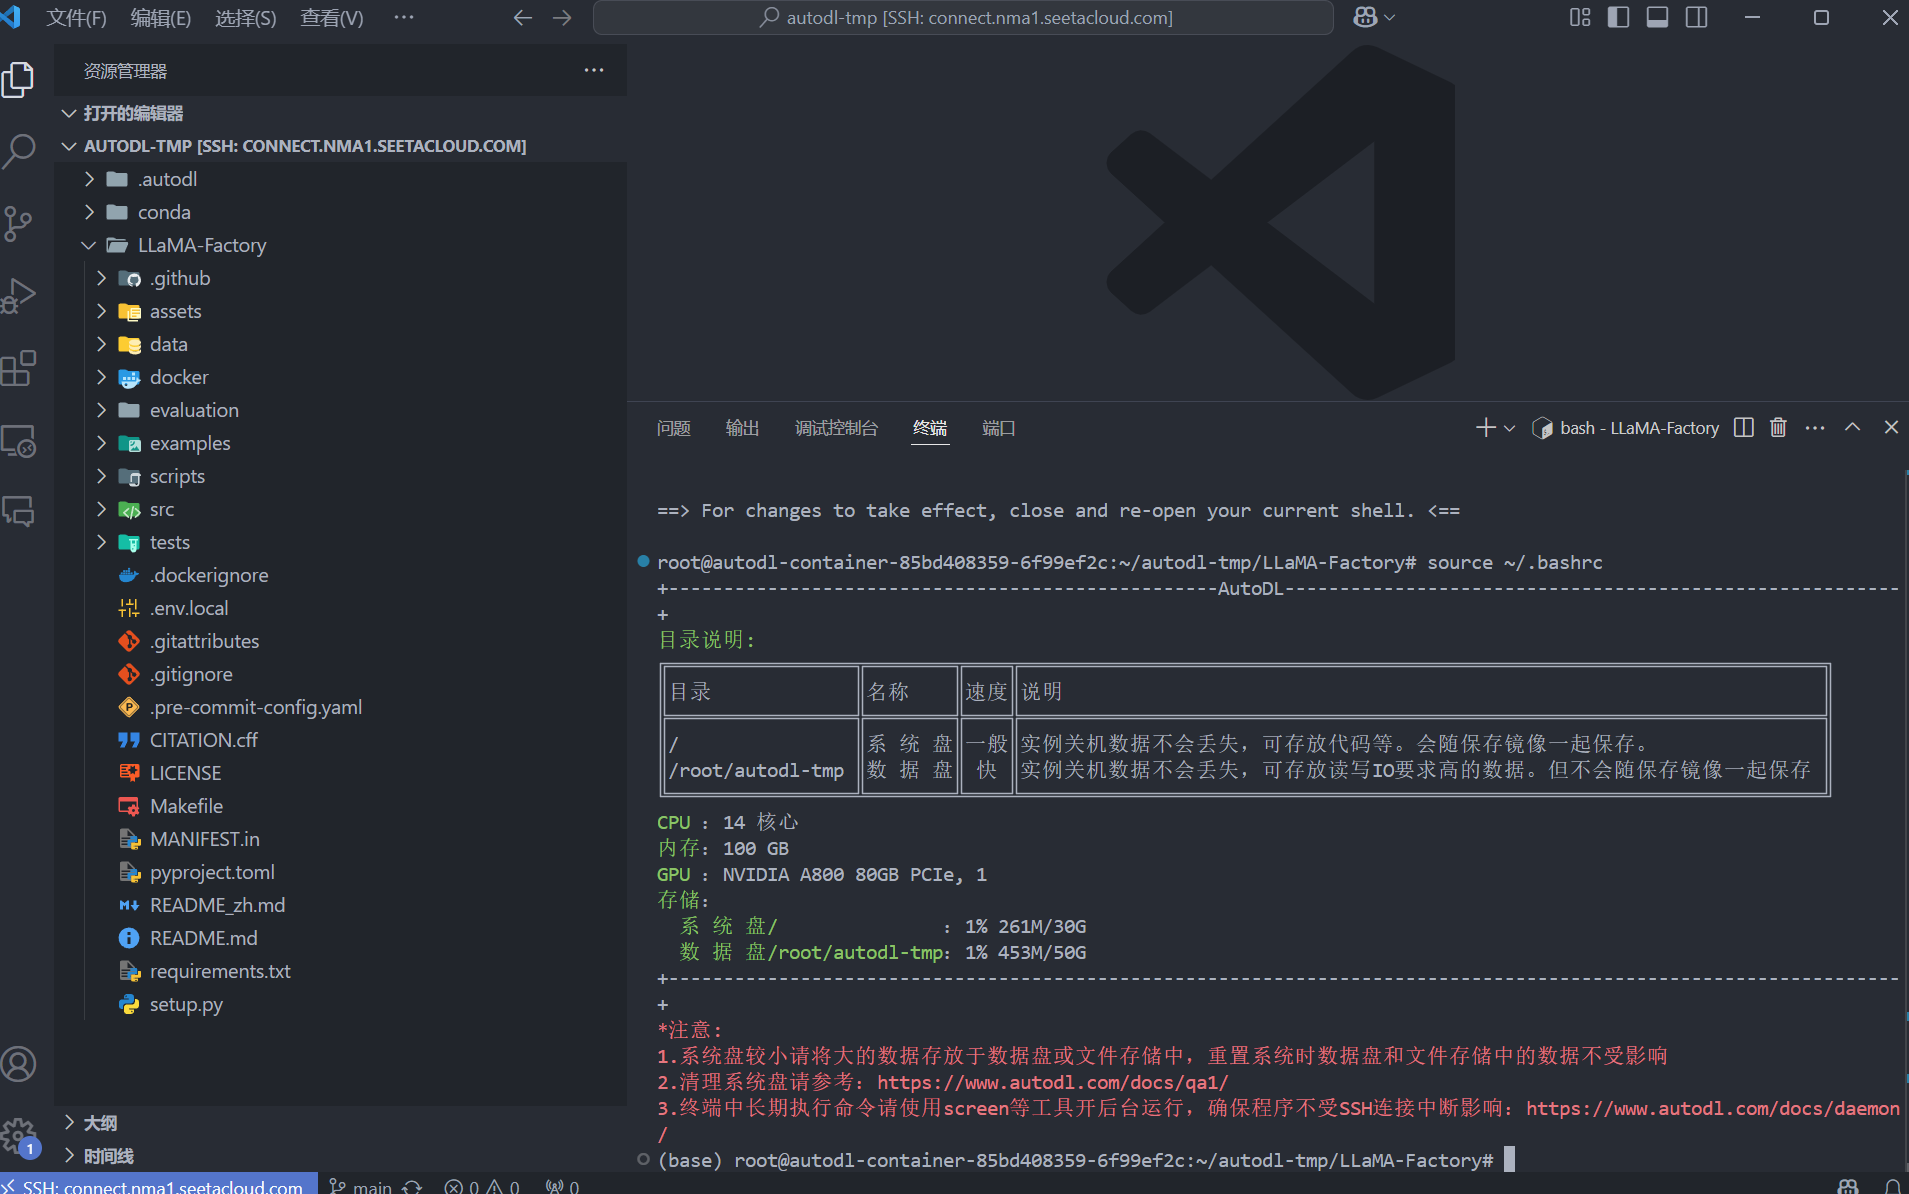 文件(F) 编辑(E) 选择(S) 查看(V) ··· autodl-tmp [SSH: connect.nma1.seetacloud.com]
资源管理器
打开的编辑器
AUTODL-TMP [SSH: CONNECT.NMA1.SEETACLOUD.COM]
.autodl
conda
LLaMA-Factory
.github
assets
data
docker
evaluation
examples
scripts
src
tests
.dockerignore
.env.local
.gitattributes
.gitignore
.pre-commit-config.yaml
CITATION.cff
LICENSE
Makefile
MANIFEST.in
pyproject.toml
README_zh.md
README.md
requirements.txt
setup.py
大纲
时间线
1
问题 输出 调试控制台 终端 端口 bash - LLaMA-Factory
==> For changes to take effect, close and re-open your current shell. <==
root@autodl-container-85bd408359-6f99ef2c:~/autodl-tmp/LLaMA-Factory# source ~/.bashrc
+--------------------------------------------------AutoDL--------------------------------------------------------
+
目录说明:
目录 名称 速度 说明
/ 系 统 盘 一般 实例关机数据不会丢失，可存放代码等。会随保存镜像一起保存。
/root/autodl-tmp 数 据 盘 快 实例关机数据不会丢失，可存放读写IO要求高的数据。但不会随保存镜像一起保存
CPU ：14 核心
内存：100 GB
GPU ：NVIDIA A800 80GB PCIe, 1
存储：
系 统 盘/ ：1% 261M/30G
数 据 盘/root/autodl-tmp：1% 453M/50G
+----------------------------------------------------------------------------------------------------------------
+
*注意:
1.系统盘较小请将大的数据存放于数据盘或文件存储中，重置系统时数据盘和文件存储中的数据不受影响
2.清理系统盘请参考：https://www.autodl.com/docs/qa1/
3.终端中长期执行命令请使用screen等工具开后台运行，确保程序不受SSH连接中断影响：https://www.autodl.com/docs/daemon
/
(base) root@autodl-container-85bd408359-6f99ef2c:~/autodl-tmp/LLaMA-Factory#
SSH: connect.nma1.seetacloud.com main 0 0 0